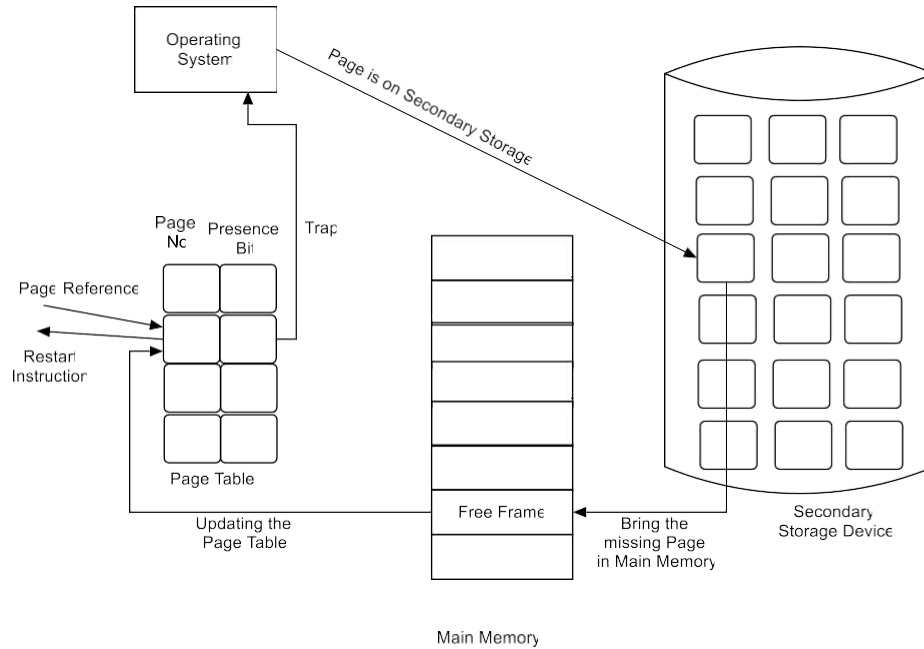 Operating
System
Page is on Secondary Storage
Page
No
Presence
Bit
Trap
Page Reference
Restart
Instruction
Page Table
Updating the
Page Table
Free Frame
Bring the
missing Page
in Main Memory
Secondary
Storage Device
Main Memory